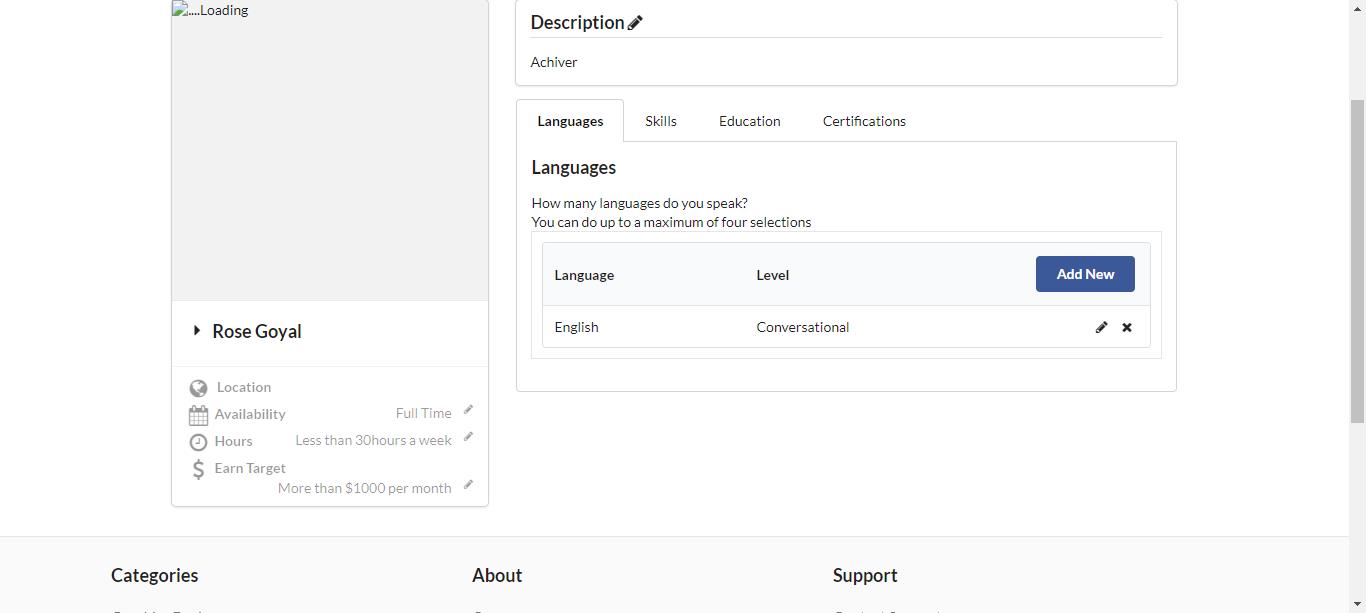 ....Loading
Rose Goyal
Location
Availability Full Time
Hours Less than 30hours a week
Earn Target
More than $1000 per month
Description
Achiver
Languages Skills Education Certifications
Languages
How many languages do you speak?
You can do up to a maximum of four selections
Language Level Add New
English Conversational
Categories About Support